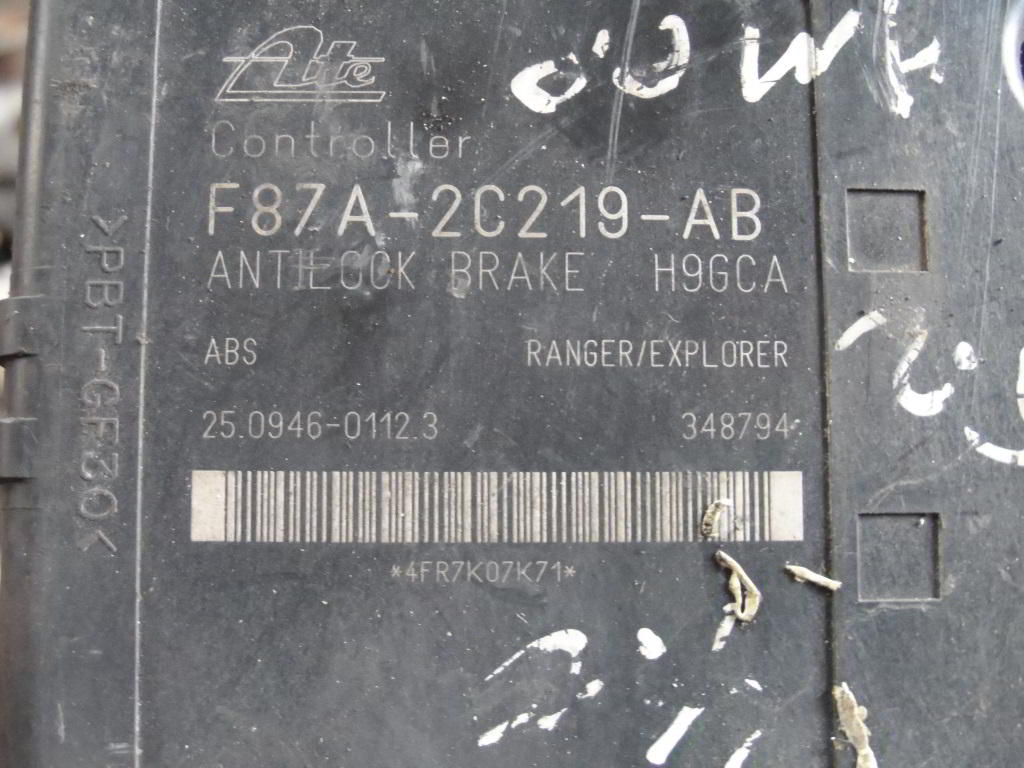 Ate
Controller
F87A-2C219-AB
ANTILOCK BRAKE H9GCA
ABS RANGER/EXPLORER
25.0946-0112.3 348794
*4FR7K07K71*
>PBT-GF30<